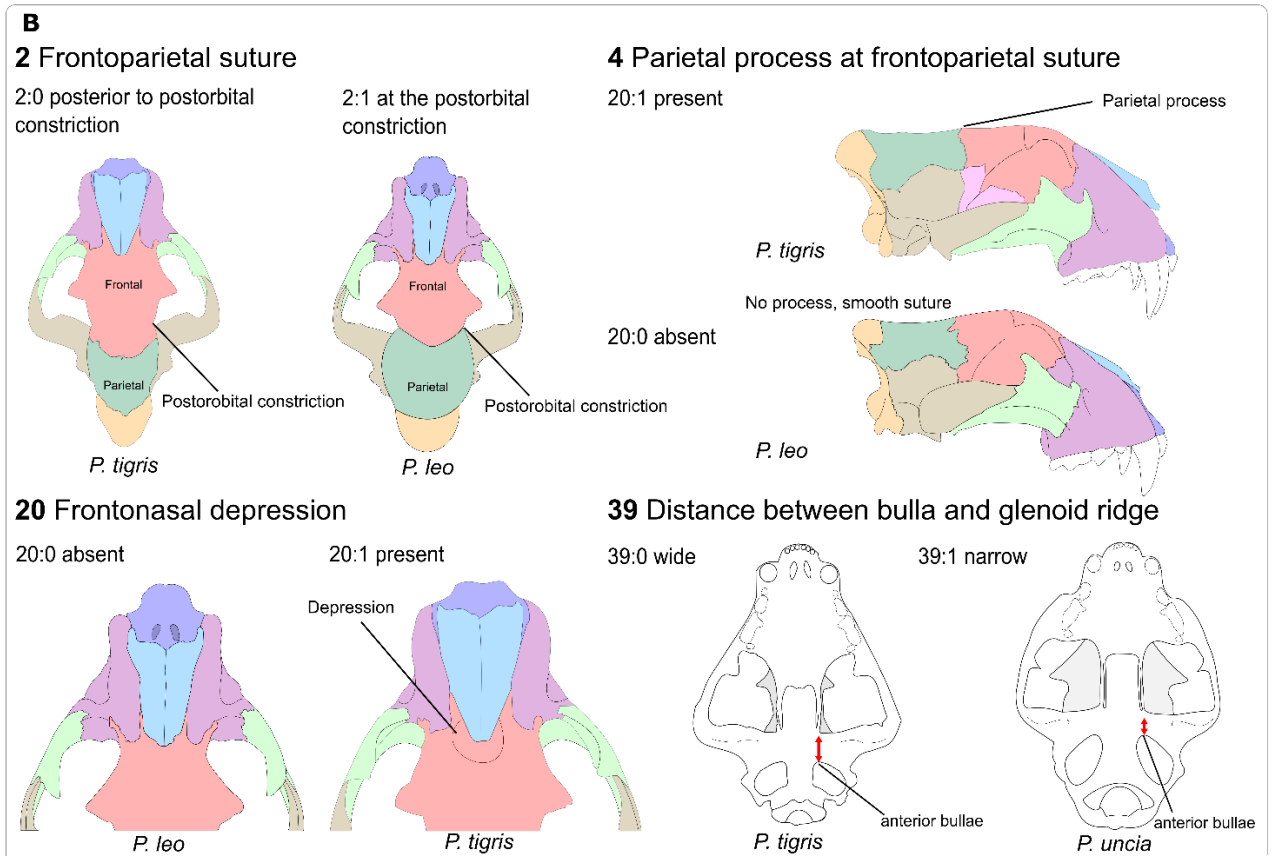 B
2 Frontoparietal suture
2:0 posterior to postorbital
constriction
2:1 at the postorbital
constriction
Frontal
Parietal
Postorobital constriction
P. tigris
Frontal
Parietal
Postorobital constriction
P. leo
4 Parietal process at frontoparietal suture
20:1 present
Parietal process
P. tigris
No process, smooth suture
20:0 absent
P. leo
20 Frontonasal depression
20:0 absent
20:1 present
Depression
P. leo
P. tigris
39 Distance between bulla and glenoid ridge
39:0 wide
39:1 narrow
anterior bullae
P. tigris
anterior bullae
P. uncia